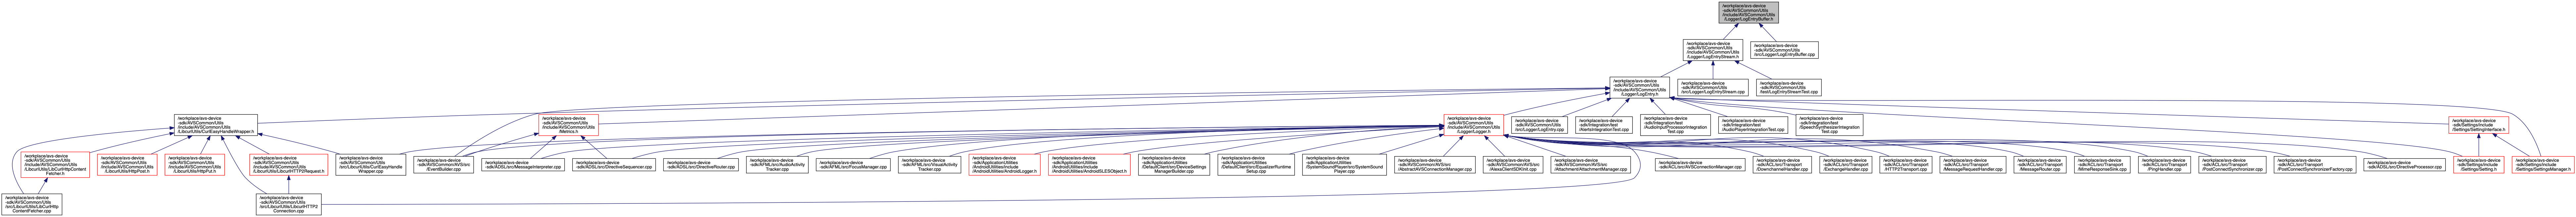 /workplace/avs-device
-sdk/AVSCommon/Utils
/include/AVSCommon/Utils
/Logger/LogEntryBuffer.h
/workplace/avs-device
-sdk/AVSCommon/Utils
/include/AVSCommon/Utils
/Logger/LogEntryStream.h
/workplace/avs-device
-sdk/AVSCommon/Utils
/src/Logger/LogEntryBuffer.cpp
/workplace/avs-device
-sdk/AVSCommon/Utils
/include/AVSCommon/Utils
/Logger/LogEntry.h
/workplace/avs-device
-sdk/AVSCommon/Utils
/src/Logger/LogEntryStream.cpp
/workplace/avs-device
-sdk/AVSCommon/Utils
/test/LogEntryStreamTest.cpp
/workplace/avs-device
-sdk/AVSCommon/Utils
/include/AVSCommon/Utils
/LibcurlUtils/CurlEasyHandleWrapper.h
/workplace/avs-device
-sdk/AVSCommon/Utils
/include/AVSCommon/Utils
/Metrics.h
/workplace/avs-device
-sdk/AVSCommon/Utils
/include/AVSCommon/Utils
/Logger/Logger.h
/workplace/avs-device
-sdk/AVSCommon/Utils
/src/Logger/LogEntry.cpp
/workplace/avs-device
-sdk/Integration/test
/AlertsIntegrationTest.cpp
/workplace/avs-device
-sdk/Integration/test
/AudioInputProcessorIntegration
Test.cpp
/workplace/avs-device
-sdk/Integration/test
/AudioPlayerIntegrationTest.cpp
/workplace/avs-device
-sdk/Integration/test
/SpeechSynthesizerIntegration
Test.cpp
/workplace/avs-device
-sdk/Settings/include
/Settings/SettingInterface.h
/workplace/avs-device
-sdk/AVSCommon/Utils
/include/AVSCommon/Utils
/LibcurlUtils/LibCurlHttpContent
Fetcher.h
/workplace/avs-device
-sdk/AVSCommon/Utils
/include/AVSCommon/Utils
/LibcurlUtils/HttpPost.h
/workplace/avs-device
-sdk/AVSCommon/Utils
/include/AVSCommon/Utils
/LibcurlUtils/HttpPut.h
/workplace/avs-device
-sdk/AVSCommon/Utils
/include/AVSCommon/Utils
/LibcurlUtils/LibcurlHTTP2Request.h
/workplace/avs-device
-sdk/AVSCommon/Utils
/src/LibcurlUtils/CurlEasyHandle
Wrapper.cpp
/workplace/avs-device
-sdk/AVSCommon/AVS/src
/EventBuilder.cpp
/workplace/avs-device
-sdk/ADSL/src/MessageInterpreter.cpp
/workplace/avs-device
-sdk/ADSL/src/DirectiveSequencer.cpp
/workplace/avs-device
-sdk/ADSL/src/DirectiveRouter.cpp
/workplace/avs-device
-sdk/AFML/src/AudioActivity
Tracker.cpp
/workplace/avs-device
-sdk/AFML/src/FocusManager.cpp
/workplace/avs-device
-sdk/AFML/src/VisualActivity
Tracker.cpp
/workplace/avs-device
-sdk/ApplicationUtilities
/AndroidUtilities/include
/AndroidUtilities/AndroidLogger.h
/workplace/avs-device
-sdk/ApplicationUtilities
/AndroidUtilities/include
/AndroidUtilities/AndroidSLESObject.h
/workplace/avs-device
-sdk/ApplicationUtilities
/DefaultClient/src/DeviceSettings
ManagerBuilder.cpp
/workplace/avs-device
-sdk/ApplicationUtilities
/DefaultClient/src/EqualizerRuntime
Setup.cpp
/workplace/avs-device
-sdk/ApplicationUtilities
/SystemSoundPlayer/src/SystemSound
Player.cpp
/workplace/avs-device
-sdk/AVSCommon/AVS/src
/AbstractAVSConnectionManager.cpp
/workplace/avs-device
-sdk/AVSCommon/AVS/src
/AlexaClientSDKInit.cpp
/workplace/avs-device
-sdk/AVSCommon/AVS/src
/Attachment/AttachmentManager.cpp
/workplace/avs-device
-sdk/ACL/src/AVSConnectionManager.cpp
/workplace/avs-device
-sdk/ACL/src/Transport
/DownchannelHandler.cpp
/workplace/avs-device
-sdk/ACL/src/Transport
/ExchangeHandler.cpp
/workplace/avs-device
-sdk/ACL/src/Transport
/HTTP2Transport.cpp
/workplace/avs-device
-sdk/ACL/src/Transport
/MessageRequestHandler.cpp
/workplace/avs-device
-sdk/ACL/src/Transport
/MessageRouter.cpp
/workplace/avs-device
-sdk/ACL/src/Transport
/MimeResponseSink.cpp
/workplace/avs-device
-sdk/ACL/src/Transport
/PingHandler.cpp
/workplace/avs-device
-sdk/ACL/src/Transport
/PostConnectSynchronizer.cpp
/workplace/avs-device
-sdk/ACL/src/Transport
/PostConnectSynchronizerFactory.cpp
/workplace/avs-device
-sdk/ADSL/src/DirectiveProcessor.cpp
/workplace/avs-device
-sdk/Settings/include
/Settings/Setting.h
/workplace/avs-device
-sdk/Settings/include
/Settings/SettingsManager.h
/workplace/avs-device
-sdk/AVSCommon/Utils
/src/LibcurlUtils/LibCurlHttp
ContentFetcher.cpp
/workplace/avs-device
-sdk/AVSCommon/Utils
/src/LibcurlUtils/LibcurlHTTP2
Connection.cpp